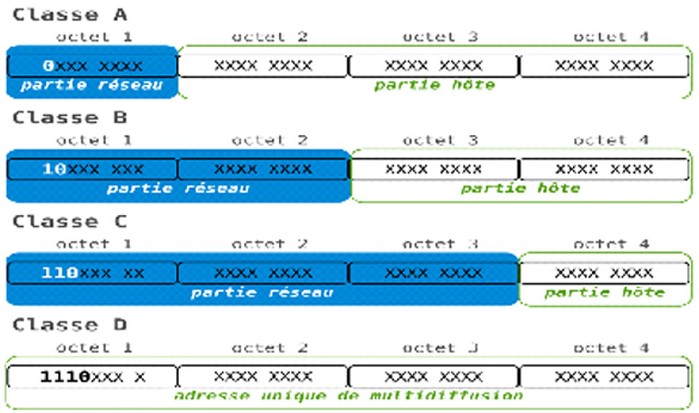 Classe A
octet 1 octet 2 octet 3 octet 4
0xxx xxxx xxxx xxxx xxxx xxxx xxxx xxxx
partie réseau partie hôte
Classe B
octet 1 octet 2 octet 3 octet 4
10xxx xxx xxxx xxxx xxxx xxxx xxxx xxxx
partie réseau partie hôte
Classe C
octet 1 octet 2 octet 3 octet 4
110xxx xx xxxx xxxx xxxx xxxx xxxx xxxx
partie réseau partie hôte
Classe D
octet 1 octet 2 octet 3 octet 4
1110xxx x xxxx xxxx xxxx xxxx xxxx xxxx
adresse unique de multidiffusion